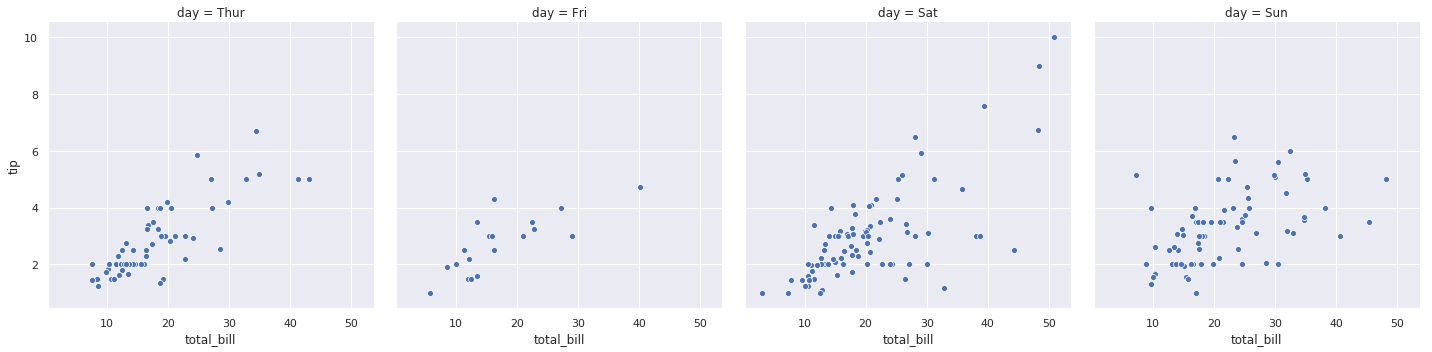 day = Thur
day = Fri
day = Sat
day = Sun
tip
10
8
6
4
2
10 20 30 40 50
10 20 30 40 50
10 20 30 40 50
10 20 30 40 50
total_bill
total_bill
total_bill
total_bill